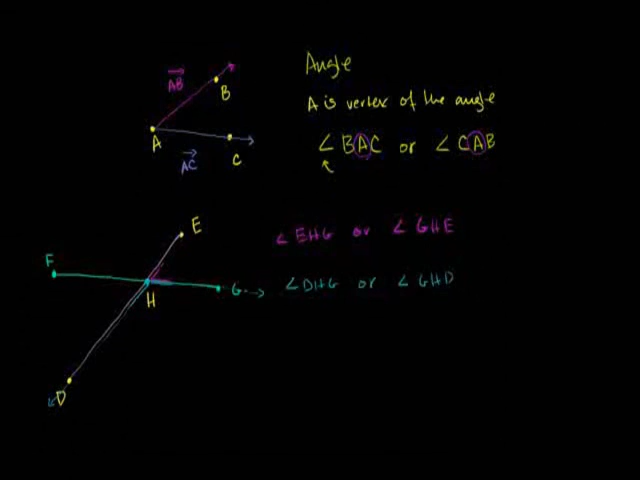 Angle
AB
B
A is vertex of the angle
A
∠ BAC or ∠ CAB
AC
C
E
∠ EHG or ∠ GHE
F
G
∠ DHG or ∠ GHD
H
D